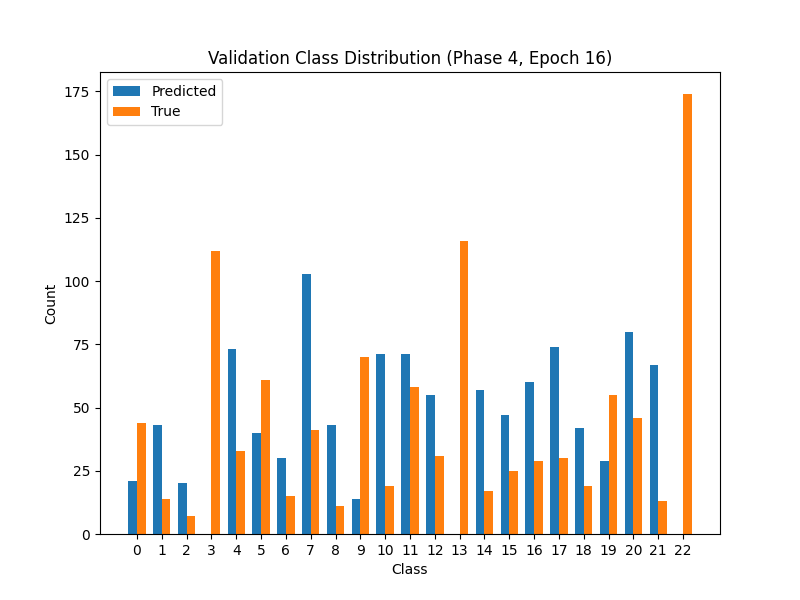 Validation Class Distribution (Phase 4, Epoch 16)
Predicted
True
175
150
125
100
75
50
25
0
Count
0 1 2 3 4 5 6 7 8 9 10 11 12 13 14 15 16 17 18 19 20 21 22
Class